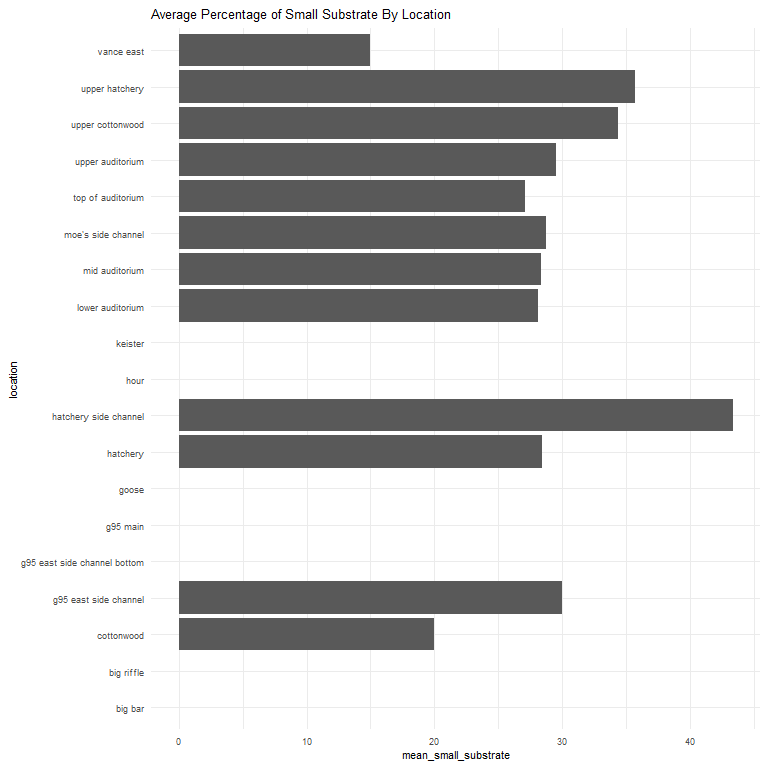 Average Percentage of Small Substrate By Location
vance east
upper hatchery
upper cottonwood
upper auditorium
top of auditorium
moe's side channel
mid auditorium
lower auditorium
keister
hour
hatchery side channel
hatchery
goose
g95 main
g95 east side channel bottom
g95 east side channel
cottonwood
big riffle
big bar
location
0 10 20 30 40
mean_small_substrate